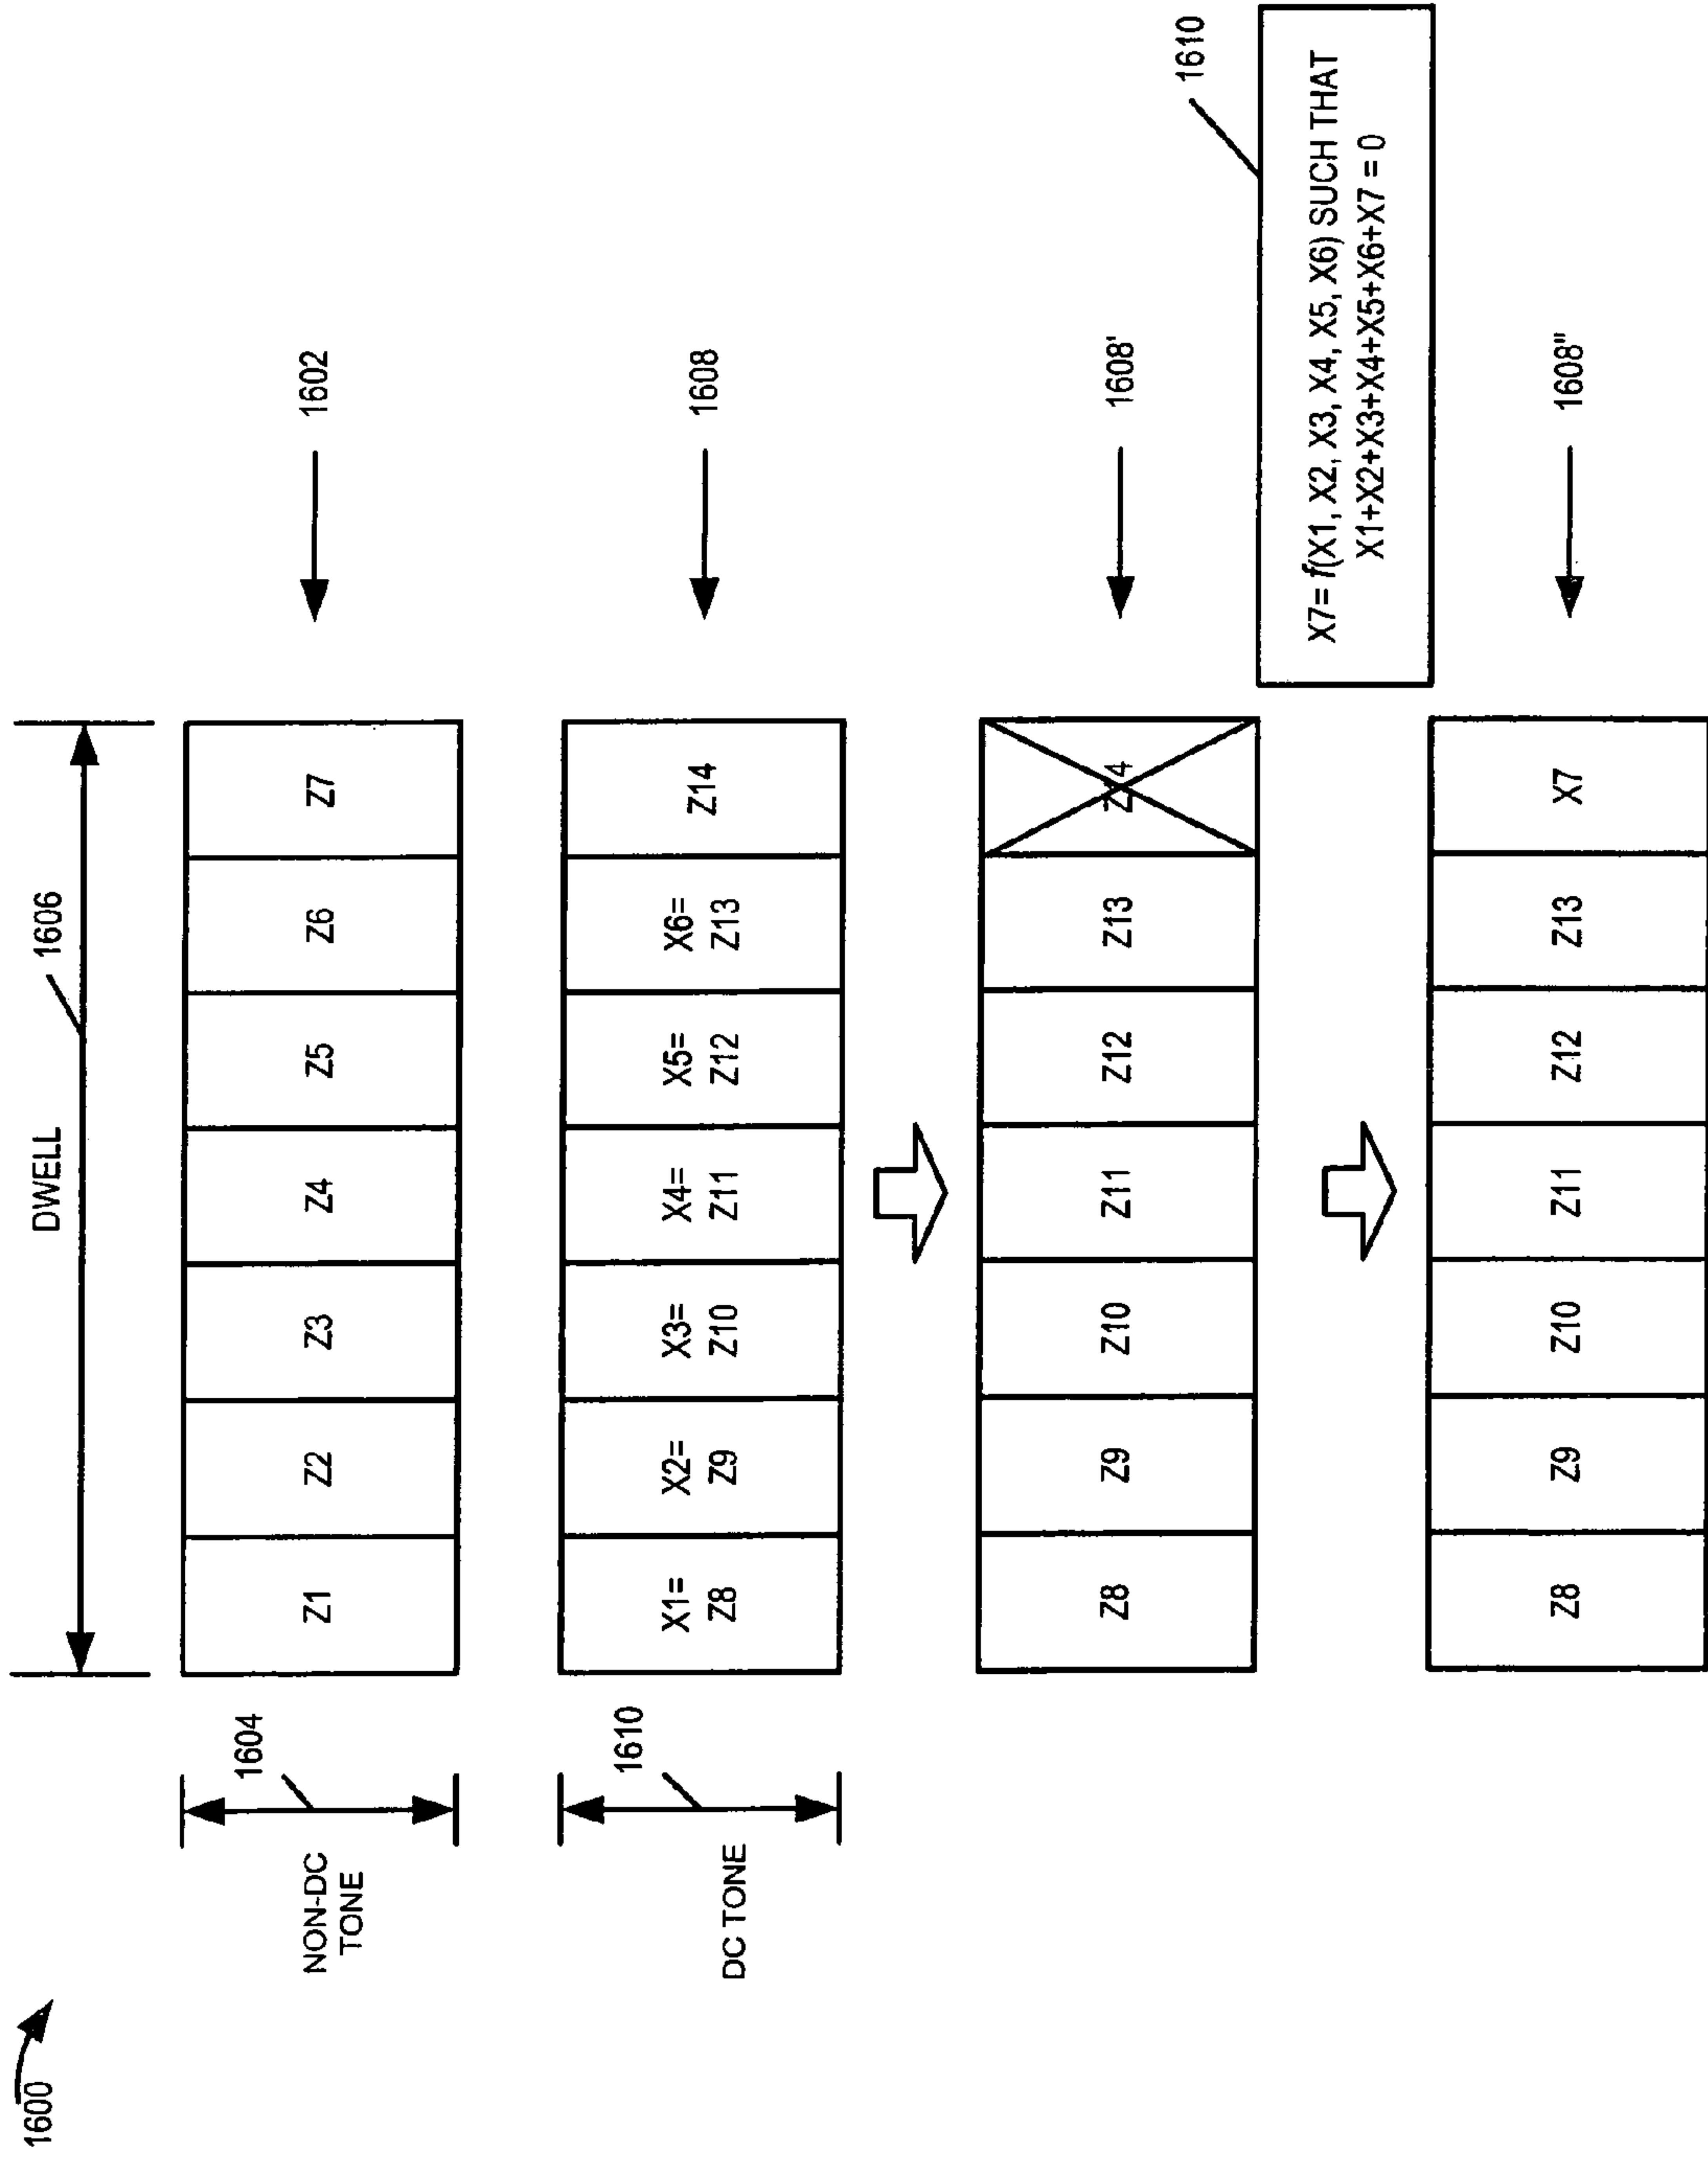 1600
DWELL
1606
NON-DC
TONE
1604
Z1 Z2 Z3 Z4 Z5 Z6 Z7
1602
DC TONE
1610
X1= X2= X3= X4= X5= X6=
Z8 Z9 Z10 Z11 Z12 Z13 Z14
1608
Z8 Z9 Z10 Z11 Z12 Z13 Z14
1608'
1610
X7= f(X1, X2, X3, X4, X5, X6) SUCH THAT
X1+X2+X3+X4+X5+X6+X7 = 0
Z8 Z9 Z10 Z11 Z12 Z13 X7
1608"